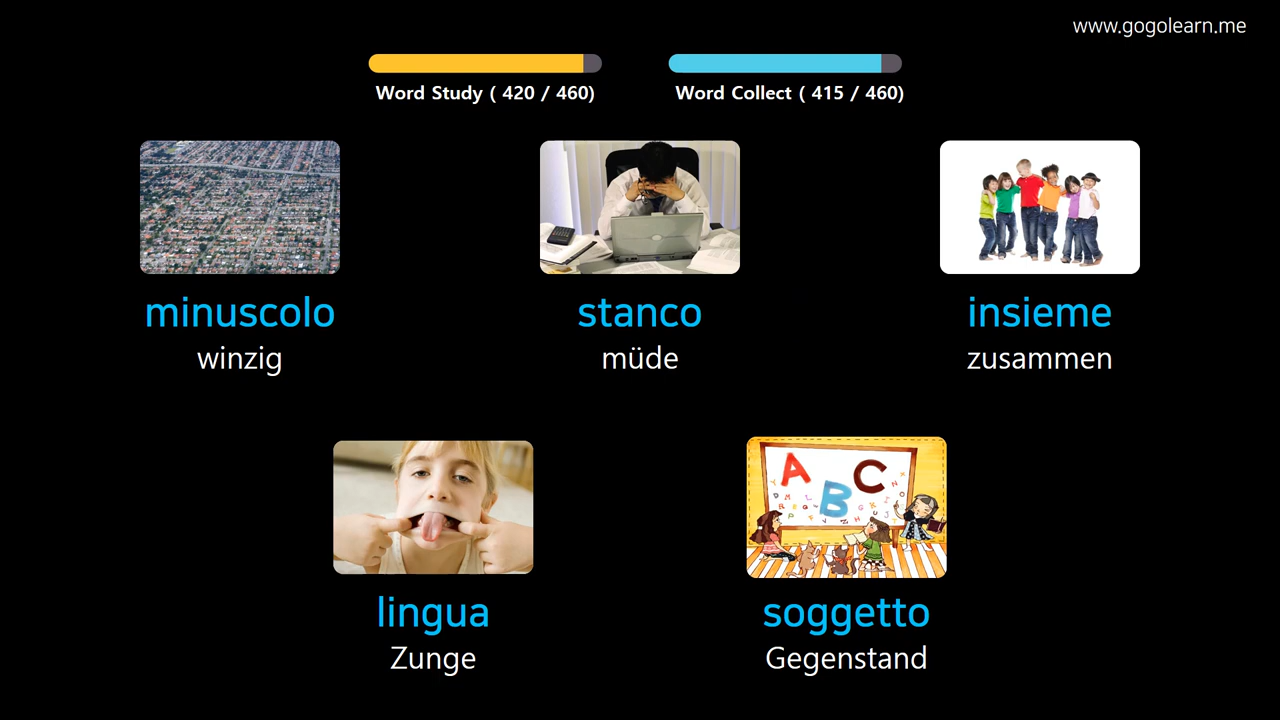 www.gogolearn.me
Word Study ( 420 / 460)
Word Collect ( 415 / 460)
minuscolo
winzig
stanco
müde
insieme
zusammen
A B C
lingua
Zunge
soggetto
Gegenstand